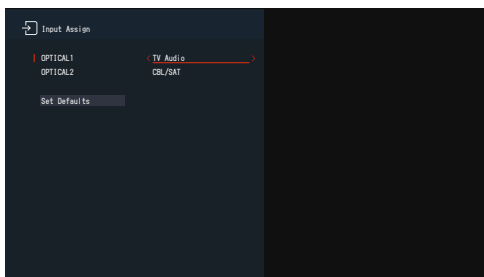 Input Assign
OPTICAL1 < TV Audio >
OPTICAL2 CBL/SAT
Set Defaults